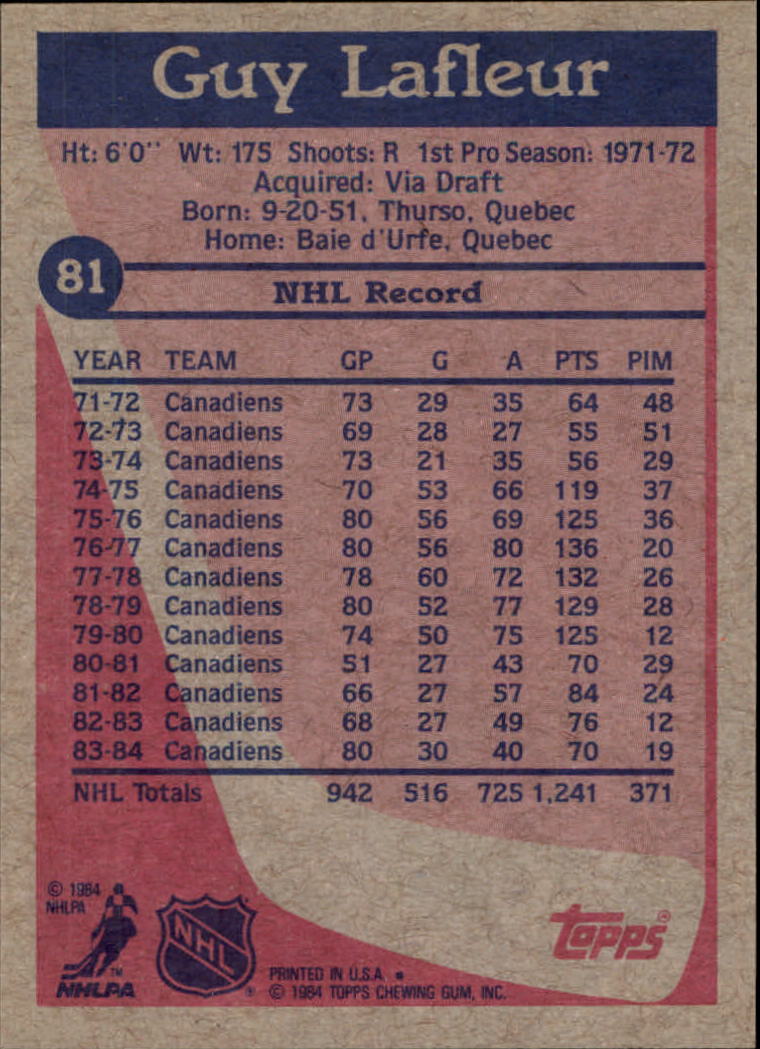 Guy Lafleur
Ht: 6'0'' Wt: 175 Shoots: R 1st Pro Season: 1971-72
Acquired: Via Draft
Born: 9-20-51, Thurso, Quebec
Home: Baie d'Urfe, Quebec
81
NHL Record
YEAR TEAM GP G A PTS PIM
71-72 Canadiens 73 29 35 64 48
72-73 Canadiens 69 28 27 55 51
73-74 Canadiens 73 21 35 56 29
74-75 Canadiens 70 53 66 119 37
75-76 Canadiens 80 56 69 125 36
76-77 Canadiens 80 56 80 136 20
77-78 Canadiens 78 60 72 132 26
78-79 Canadiens 80 52 77 129 28
79-80 Canadiens 74 50 75 125 12
80-81 Canadiens 51 27 43 70 29
81-82 Canadiens 66 27 57 84 24
82-83 Canadiens 68 27 49 76 12
83-84 Canadiens 80 30 40 70 19
NHL Totals 942 516 725 1,241 371
© 1984
NHLPA
™
NHLPA
NHL
®
topps®
PRINTED IN U.S.A.
© 1984 TOPPS CHEWING GUM, INC.